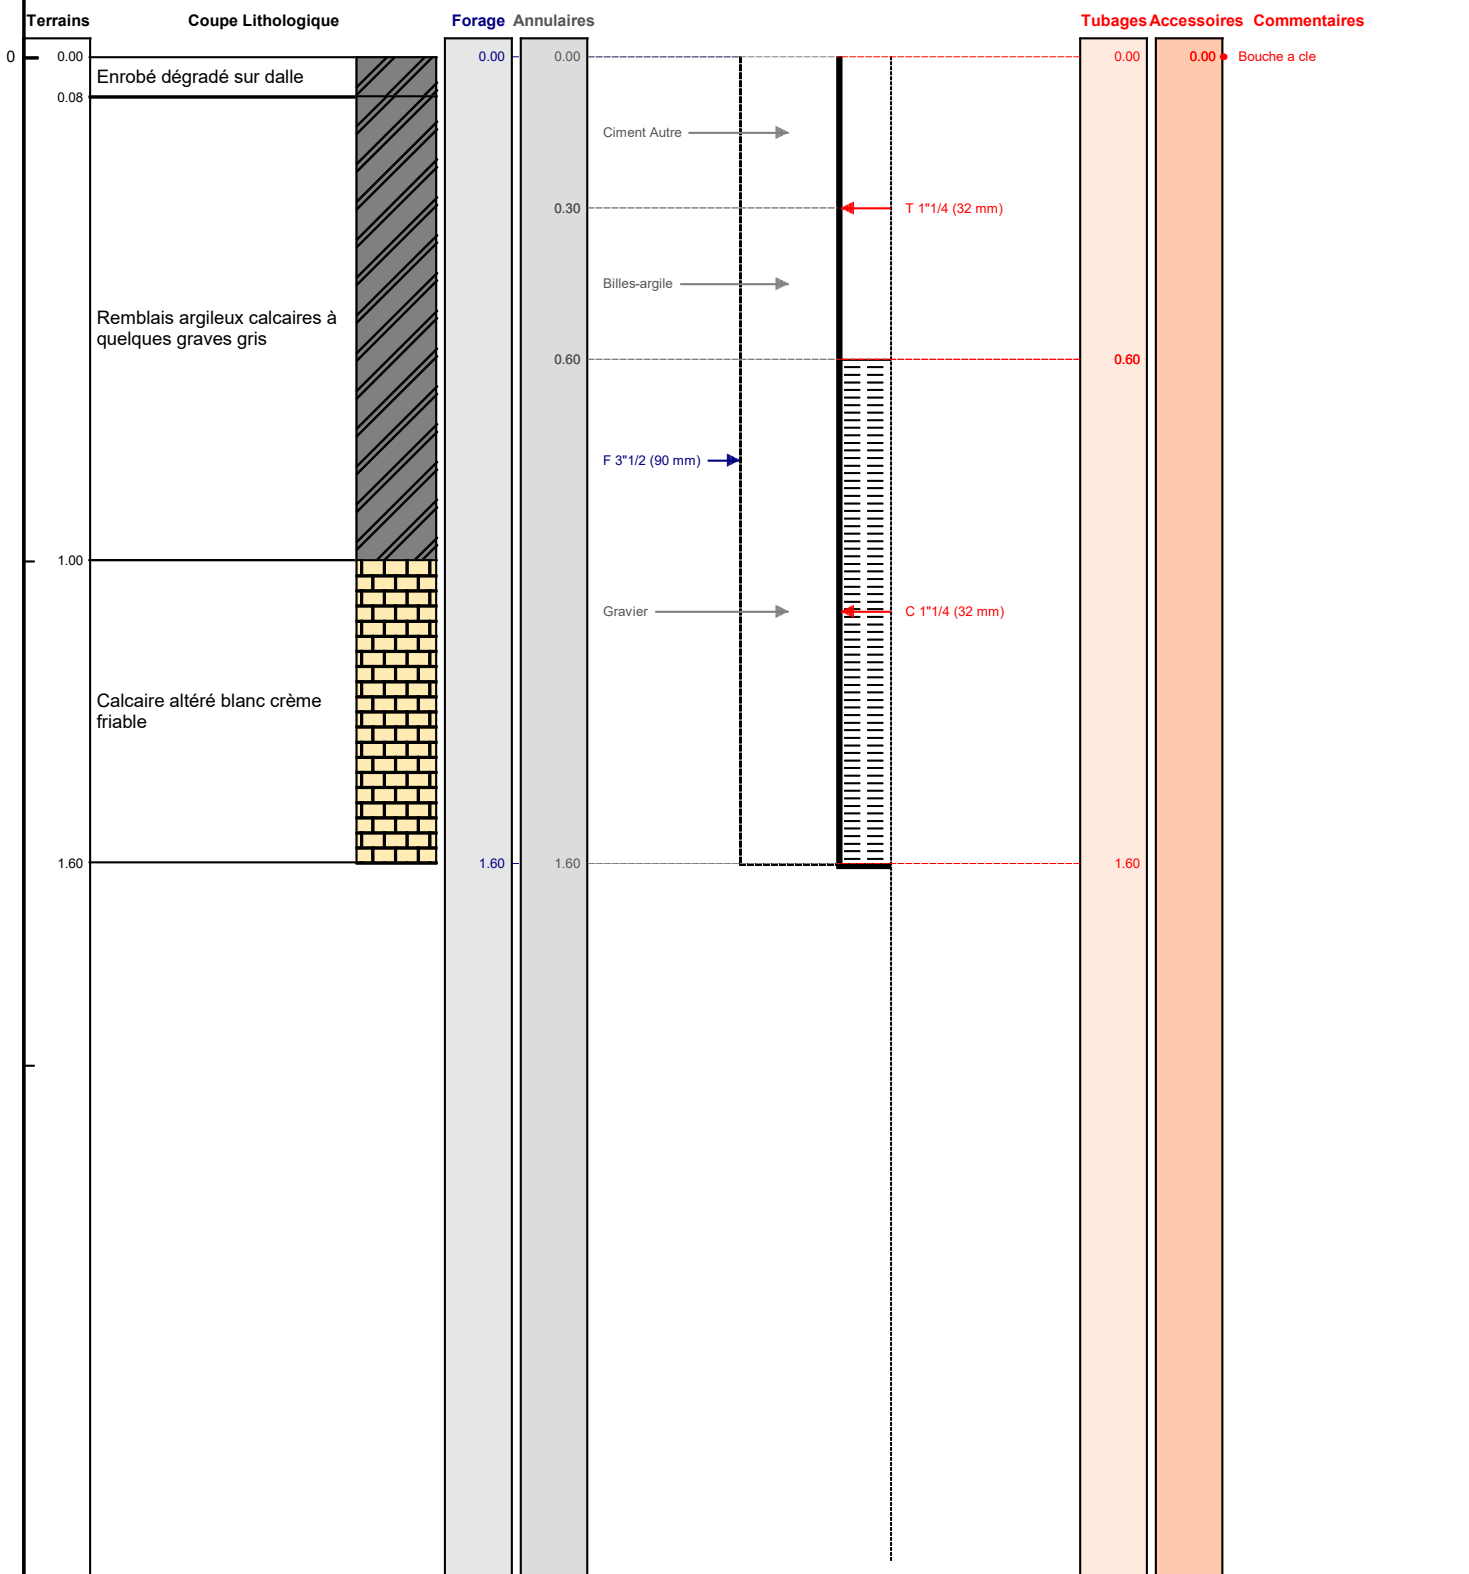 Terrains Coupe Lithologique Forage Annulaires Tubages Accessoires Commentaires
0 0.00 0.00 0.00 0.00 0.00 Bouche a cle
Enrobé dégradé sur dalle
0.08
Ciment Autre
0.30 T 1"1/4 (32 mm)
Billes-argile
Remblais argileux calcaires à
quelques graves gris
0.60 0.60
F 3"1/2 (90 mm)
1.00
Gravier C 1"1/4 (32 mm)
Calcaire altéré blanc crème
friable
1.60 1.60 1.60 1.60